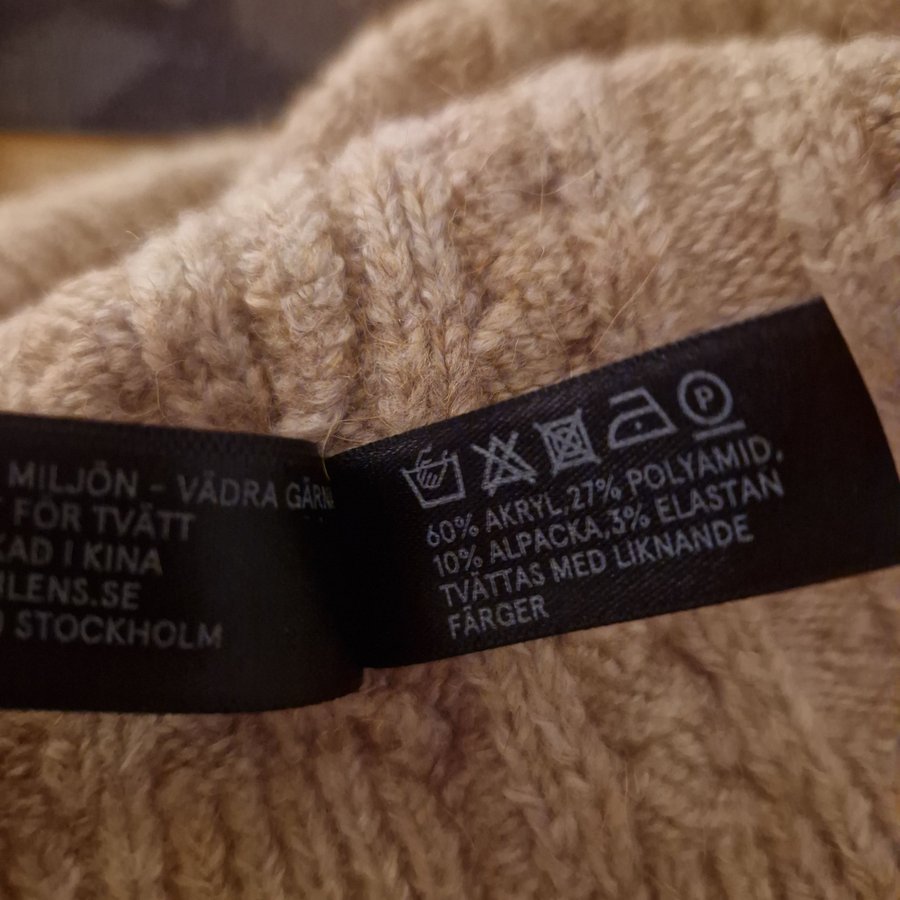 MILJÖN - VÄDRA GÄRN
FÖR TVÄTT
KAD I KINA
LENS.SE
STOCKHOLM
P
60% AKRYL, 27% POLYAMID,
10% ALPACKA, 3% ELASTAN
TVÄTTAS MED LIKNANDE
FÄRGER